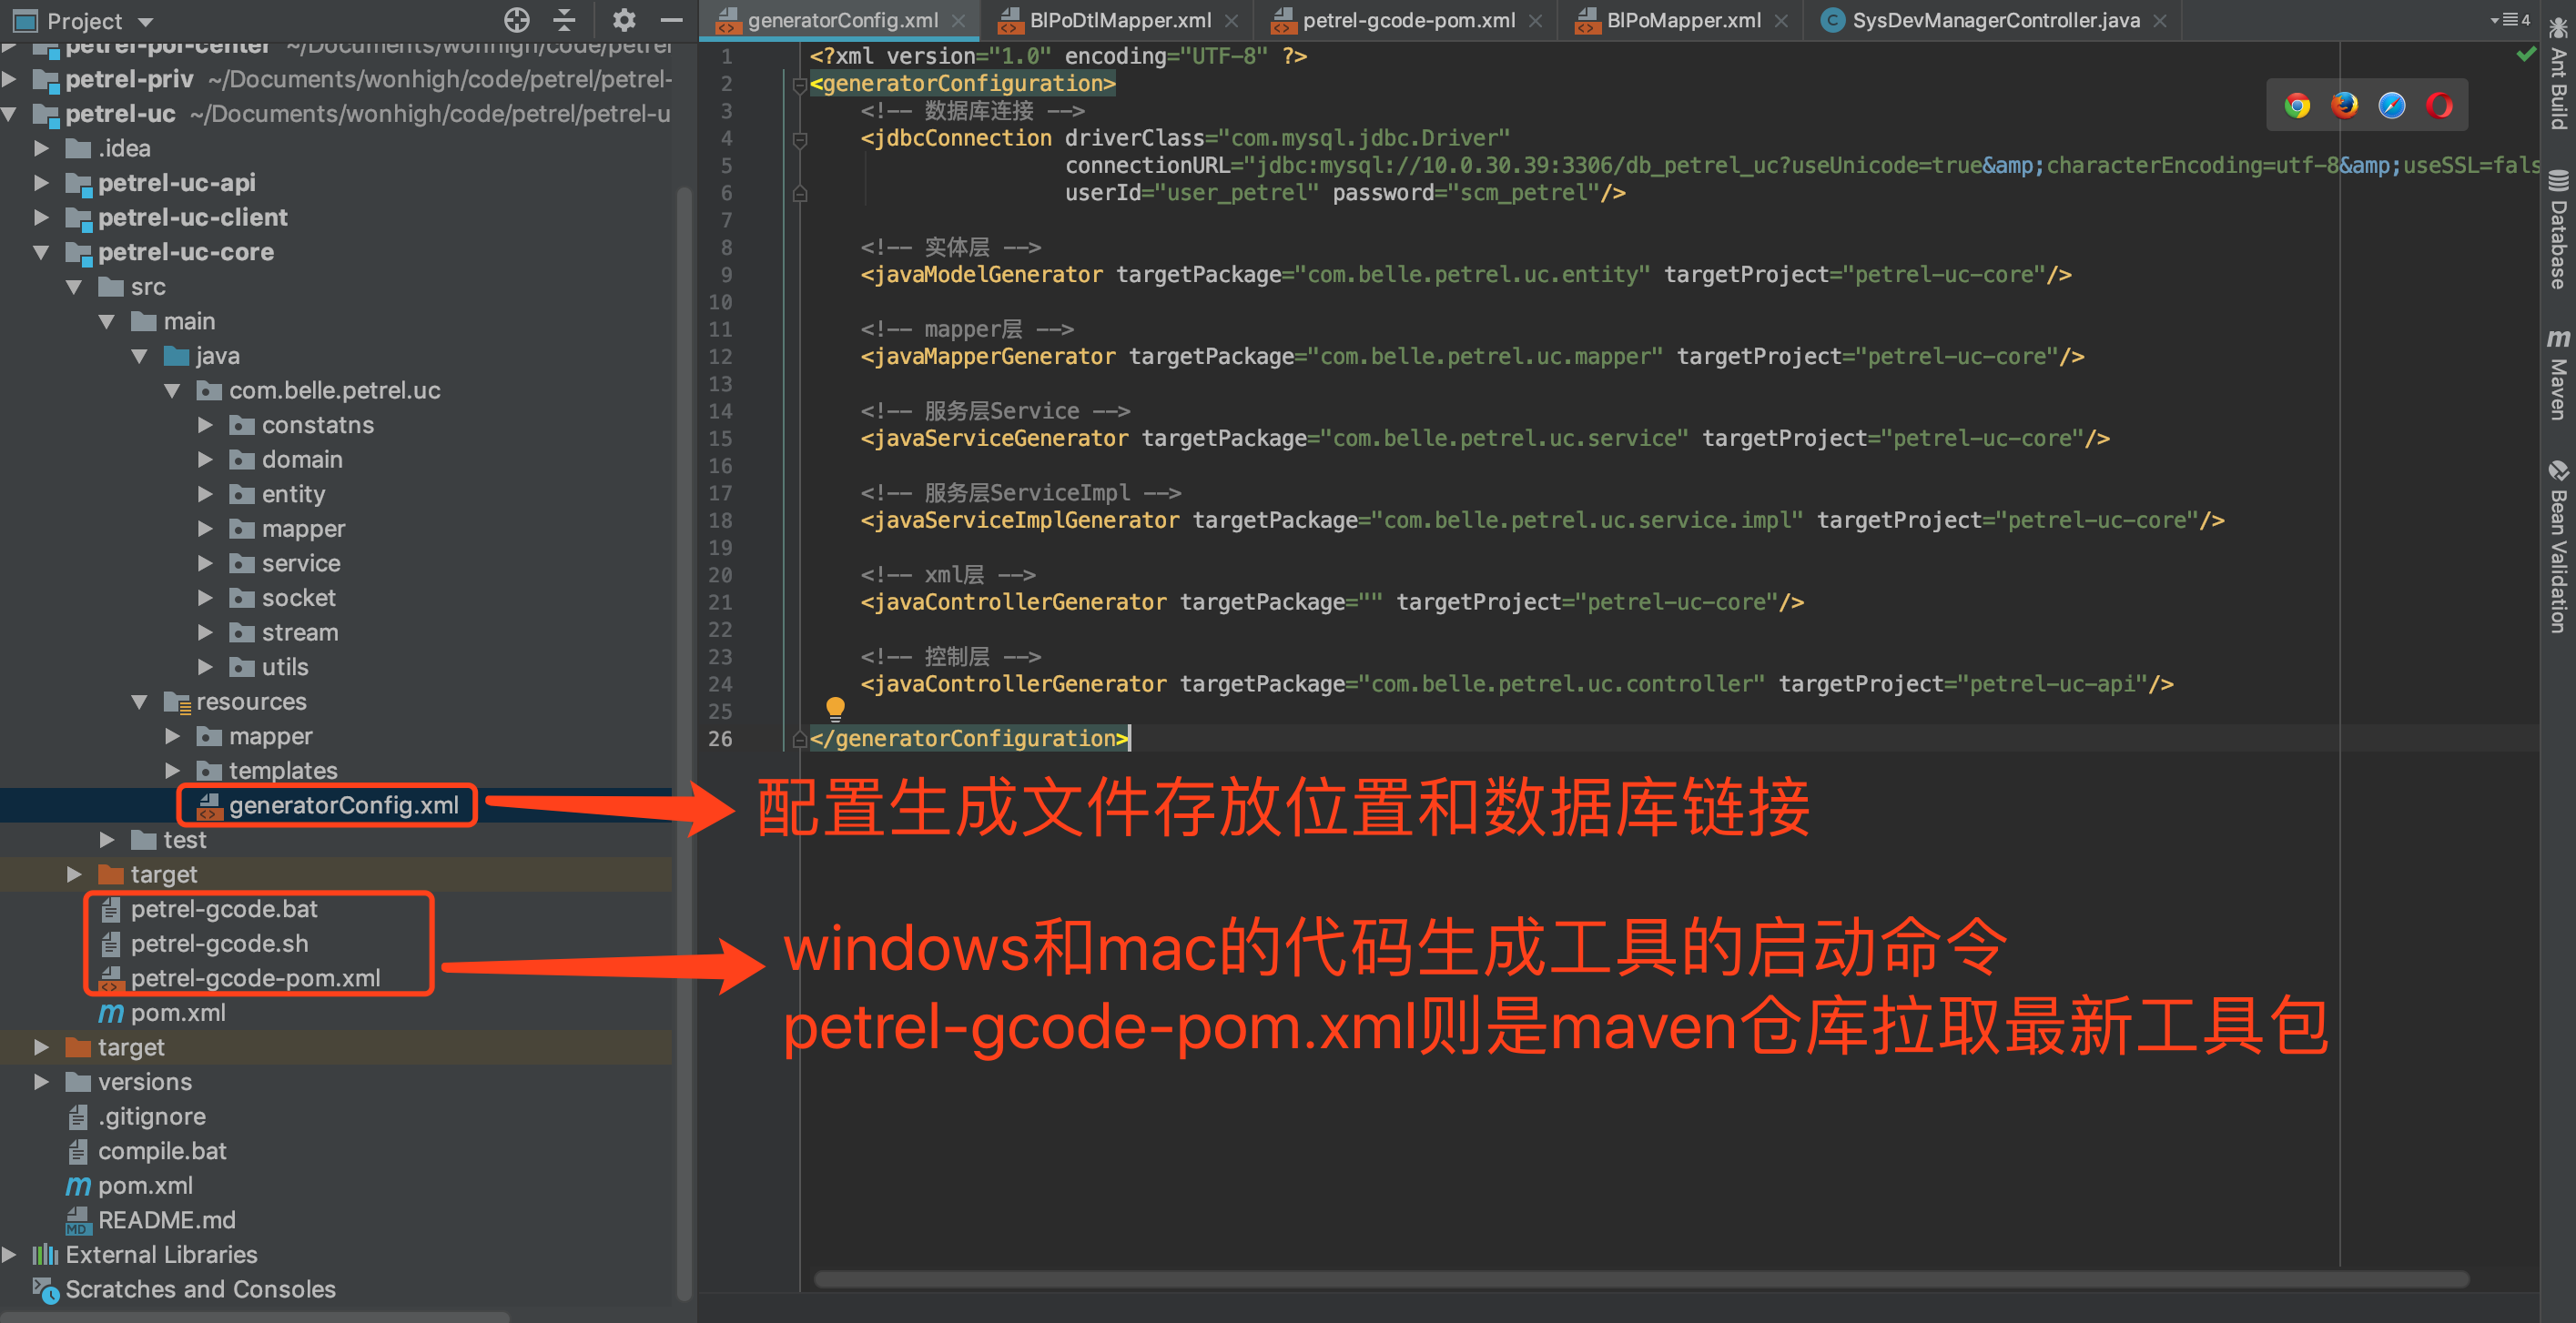 Project
petrel-poi-center ~/Documents/wonhigh/code/petrel
petrel-priv ~/Documents/wonhigh/code/petrel/petrel-
petrel-uc ~/Documents/wonhigh/code/petrel/petrel-u
.idea
petrel-uc-api
petrel-uc-client
petrel-uc-core
src
main
java
com.belle.petrel.uc
constatns
domain
entity
mapper
service
socket
stream
utils
resources
mapper
templates
generatorConfig.xml
test
target
petrel-gcode.bat
petrel-gcode.sh
petrel-gcode-pom.xml
pom.xml
target
versions
.gitignore
compile.bat
pom.xml
README.md
External Libraries
Scratches and Consoles
generatorConfig.xml BlPoDtlMapper.xml petrel-gcode-pom.xml BlPoMapper.xml SysDevManagerController.java 4
1 <?xml version="1.0" encoding="UTF-8" ?>
2 <generatorConfiguration>
3 <!-- 数据库连接 -->
4 <jdbcConnection driverClass="com.mysql.jdbc.Driver"
5 connectionURL="jdbc:mysql://10.0.30.39:3306/db_petrel_uc?useUnicode=true&amp;characterEncoding=utf-8&amp;useSSL=fals
6 userId="user_petrel" password="scm_petrel"/>
7
8 <!-- 实体层 -->
9 <javaModelGenerator targetPackage="com.belle.petrel.uc.entity" targetProject="petrel-uc-core"/>
10
11 <!-- mapper层 -->
12 <javaMapperGenerator targetPackage="com.belle.petrel.uc.mapper" targetProject="petrel-uc-core"/>
13
14 <!-- 服务层Service -->
15 <javaServiceGenerator targetPackage="com.belle.petrel.uc.service" targetProject="petrel-uc-core"/>
16
17 <!-- 服务层ServiceImpl -->
18 <javaServiceImplGenerator targetPackage="com.belle.petrel.uc.service.impl" targetProject="petrel-uc-core"/>
19
20 <!-- xml层 -->
21 <javaControllerGenerator targetPackage="" targetProject="petrel-uc-core"/>
22
23 <!-- 控制层 -->
24 <javaControllerGenerator targetPackage="com.belle.petrel.uc.controller" targetProject="petrel-uc-api"/>
25
26 </generatorConfiguration>
配置生成文件存放位置和数据库链接
windows和mac的代码生成工具的启动命令
petrel-gcode-pom.xml则是maven仓库拉取最新工具包
Ant Build
Database
Maven
Bean Validation